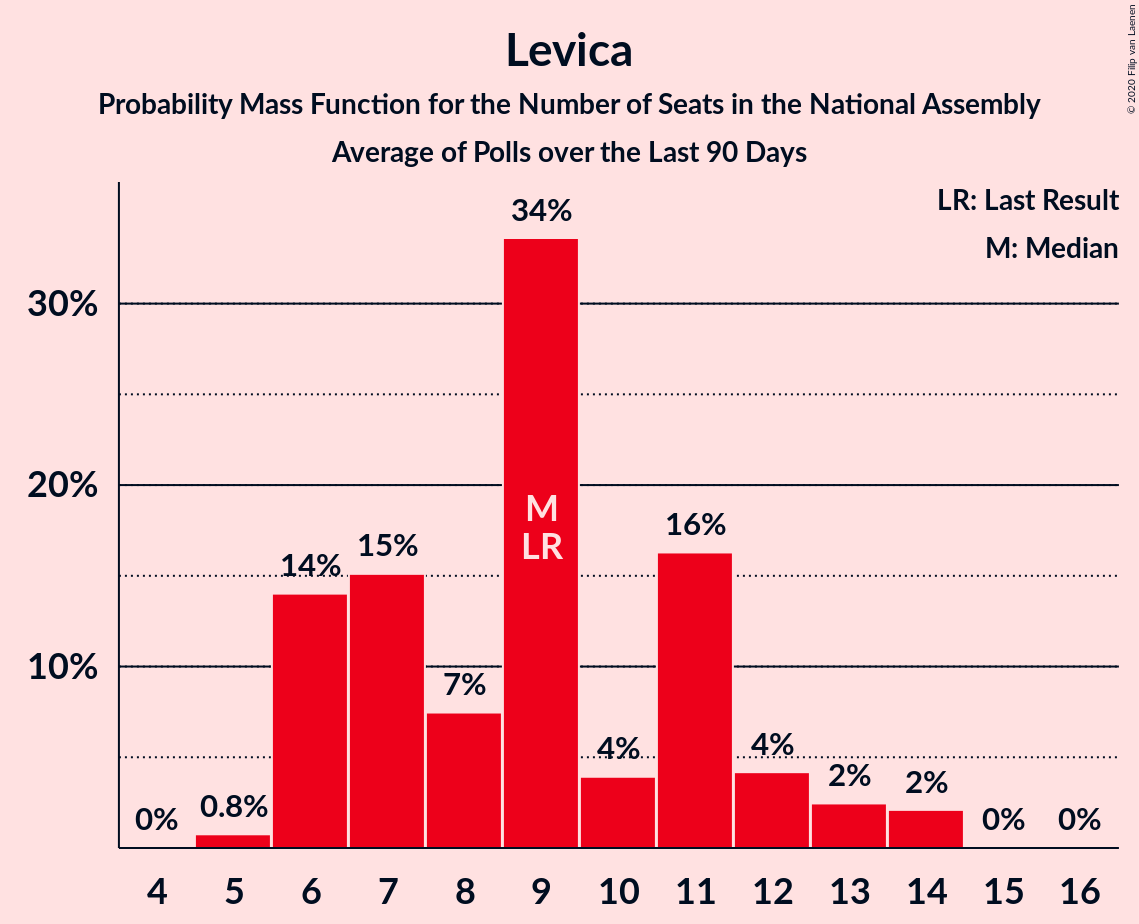 Levica
Probability Mass Function for the Number of Seats in the National Assembly
Average of Polls over the Last 90 Days
© 2020 Filip van Laenen
LR: Last Result
M: Median
30%
20%
10%
0%
0.8%
14%
15%
7%
34%
4%
16%
4%
2%
2%
0%
0%
M
LR
4 5 6 7 8 9 10 11 12 13 14 15 16